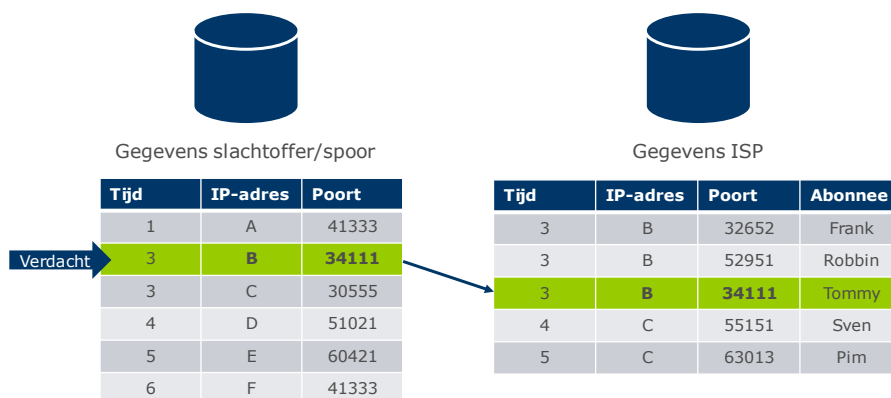 Gegevens slachtoffer/spoor
Tijd IP-adres Poort
1 A 41333
Verdacht
3 B 34111
3 C 30555
4 D 51021
5 E 60421
6 F 41333
Gegevens ISP
Tijd IP-adres Poort Abonnee
3 B 32652 Frank
3 B 52951 Robbin
3 B 34111 Tommy
4 C 55151 Sven
5 C 63013 Pim